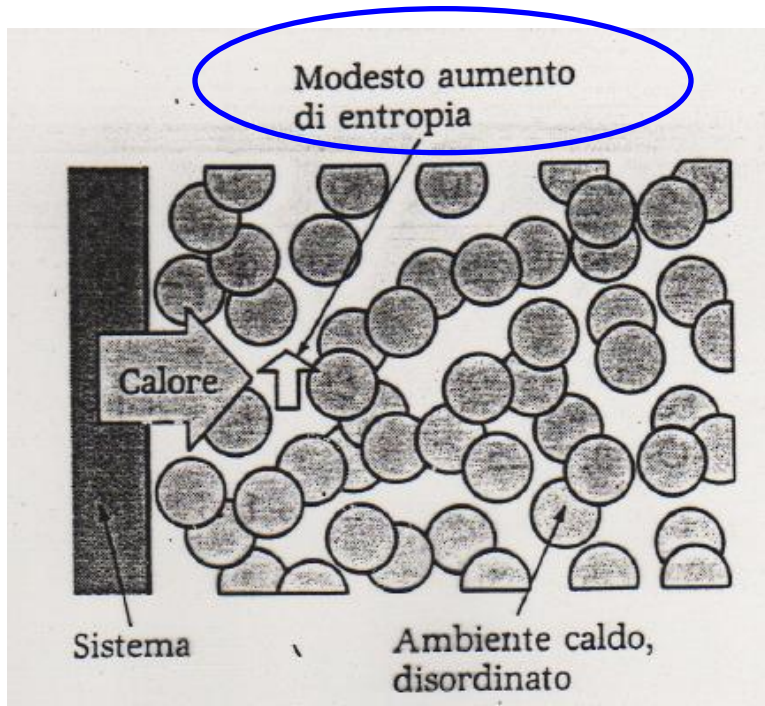 Modesto aumento
di entropia
Calore
Sistema
Ambiente caldo,
disordinato